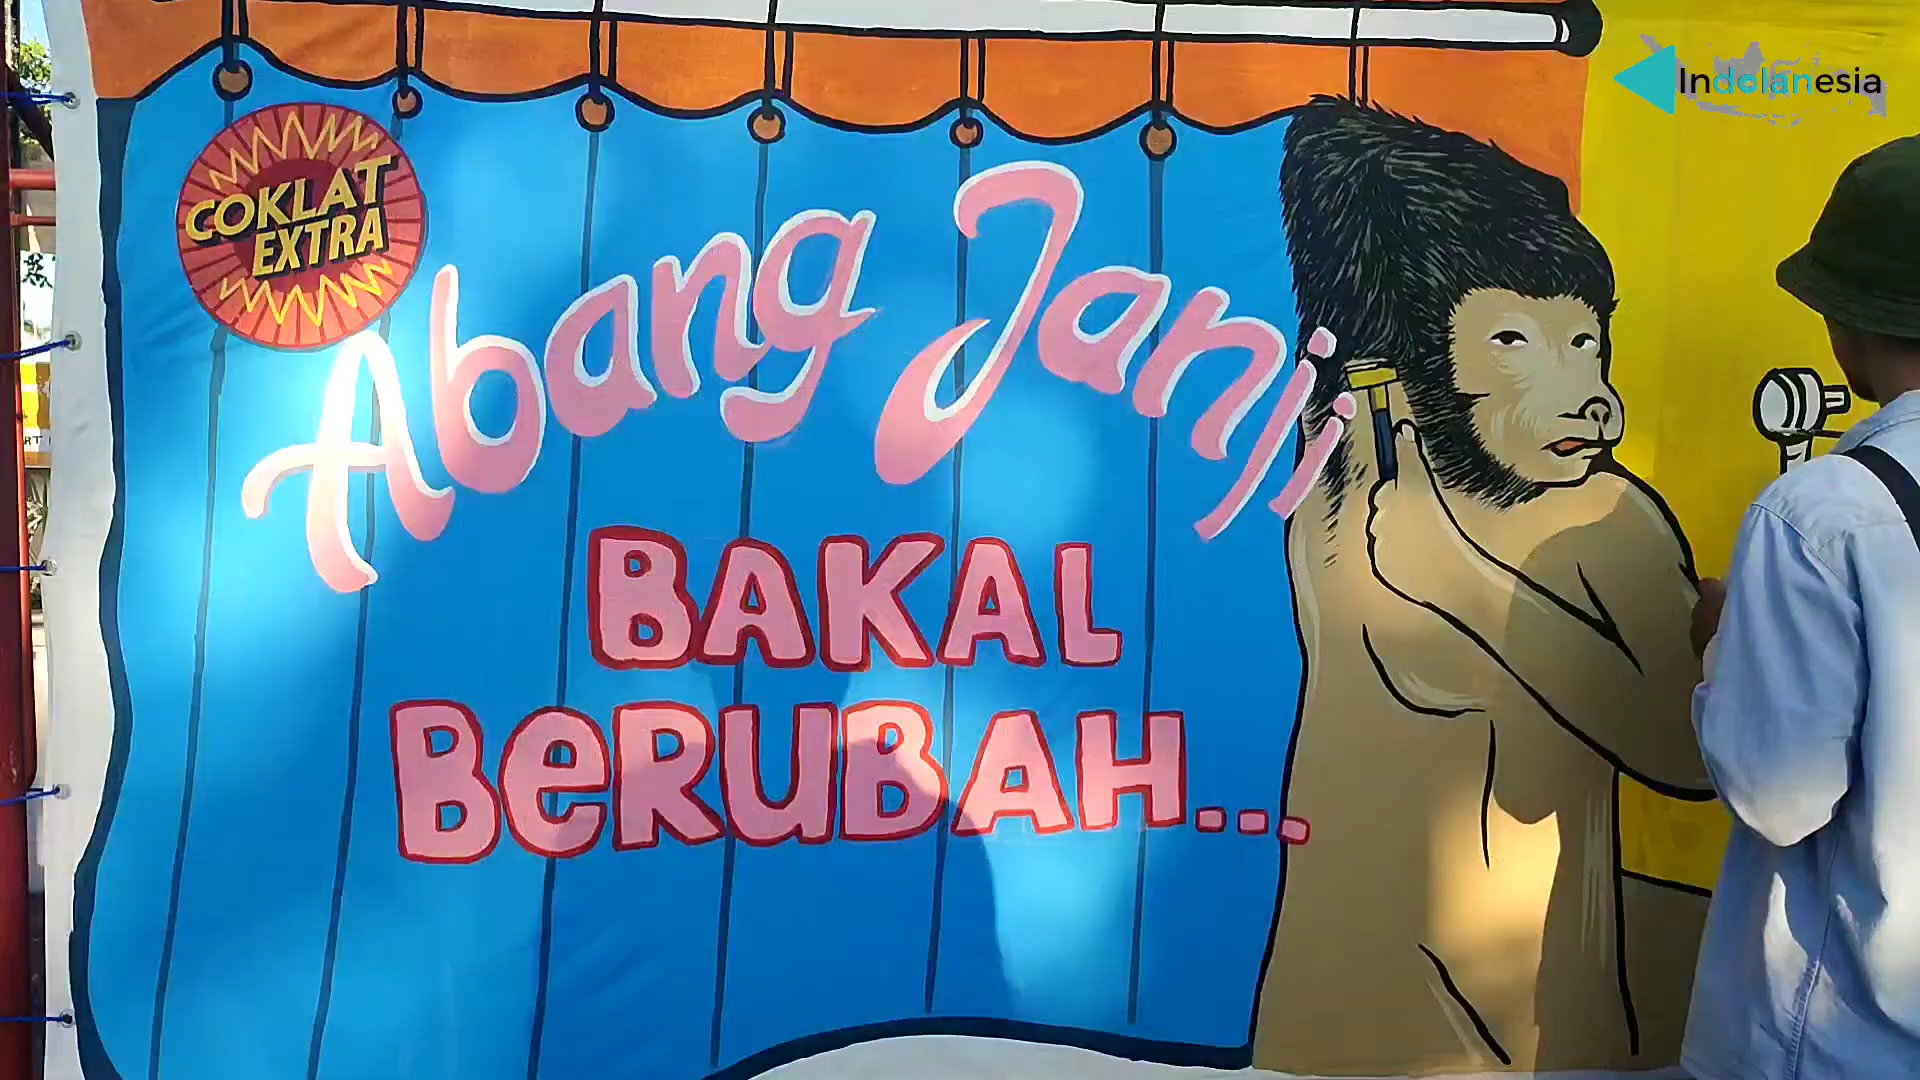 Indolanesia
COKLAT
EXTRA
Abang Janji
BAKAL
BeRUBAH...